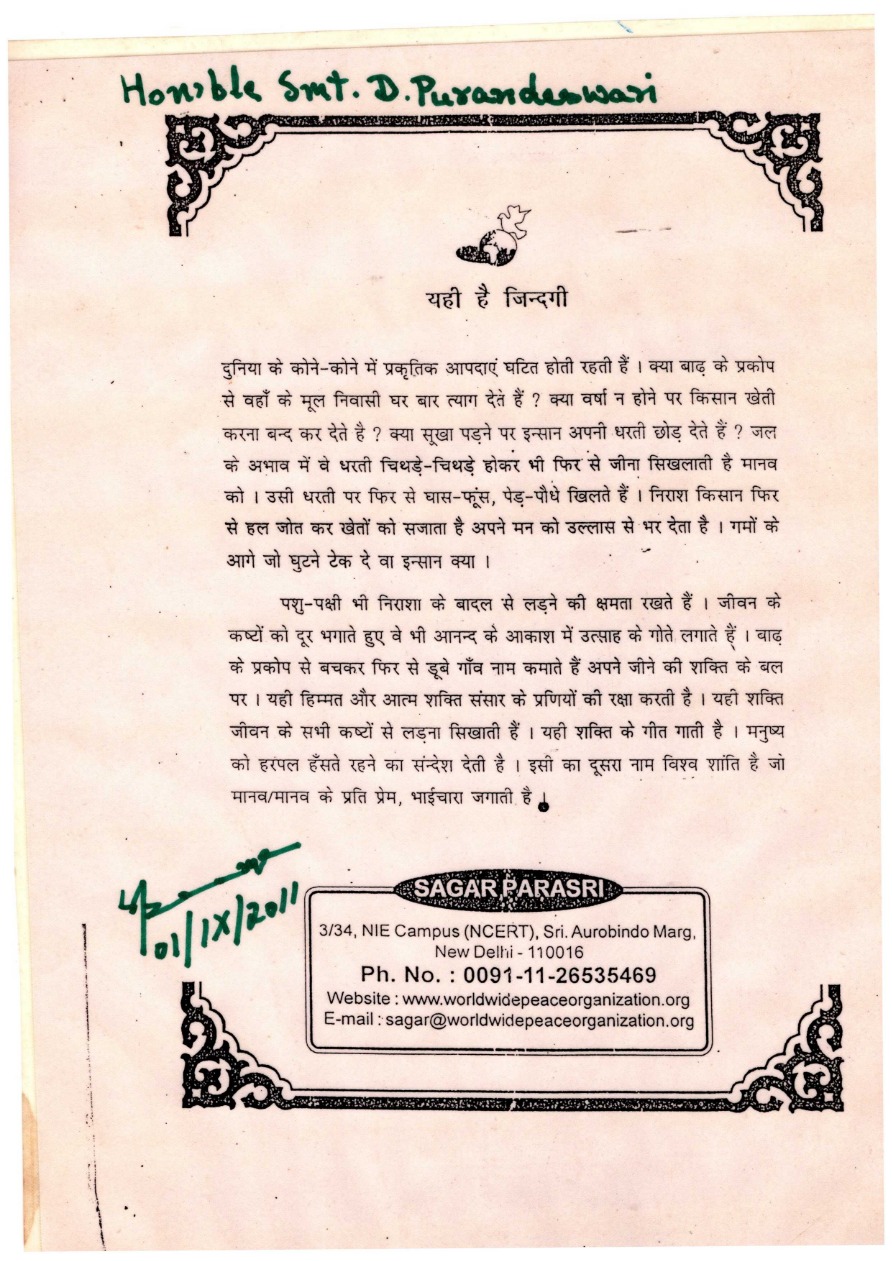 Hon'ble Smt. D. Purandeswari
यही है जिन्दगी
दुनिया के कोने-कोने में प्रकृतिक आपदाएं घटित होती रहती हैं । क्या बाढ़ के प्रकोप
से वहाँ के मूल निवासी घर बार त्याग देते हैं ? क्या वर्षा न होने पर किसान खेती
करना बन्द कर देते है ? क्या सूखा पड़ने पर इन्सान अपनी धरती छोड़ देते हैं ? जल
के अभाव में वे धरती चिथड़े-चिथड़े होकर भी फिर से जीना सिखलाती है मानव
को । उसी धरती पर फिर से घास-फूंस, पेड़-पौधे खिलते हैं । निराश किसान फिर
से हल जोत कर खेतों को सजाता है अपने मन को उल्लास से भर देता है । गमों के
आगे जो घुटने टेक दे वा इन्सान क्या ।
पशु-पक्षी भी निराशा के बादल से लड़ने की क्षमता रखते हैं । जीवन के
कष्टों को दूर भगाते हुए वे भी आनन्द के आकाश में उत्साह के गोते लगाते हैं । बाढ़
के प्रकोप से बचकर फिर से डूबे गाँव नाम कमाते हैं अपने जीने की शक्ति के बल
पर । यही हिम्मत और आत्म शक्ति संसार के प्रणियों की रक्षा करती है । यही शक्ति
जीवन के सभी कष्टों से लड़ना सिखाती हैं । यही शक्ति के गीत गाती है । मनुष्य
को हरपल हँसते रहने का संन्देश देती है । इसी का दूसरा नाम विश्व शांति है जो
मानव/मानव के प्रति प्रेम, भाईचारा जगाती है
01/IX/2011
SAGAR PARASRI
3/34, NIE Campus (NCERT), Sri. Aurobindo Marg,
New Delhi - 110016
Ph. No. : 0091-11-26535469
Website : www.worldwidepeaceorganization.org
E-mail : sagar@worldwidepeaceorganization.org